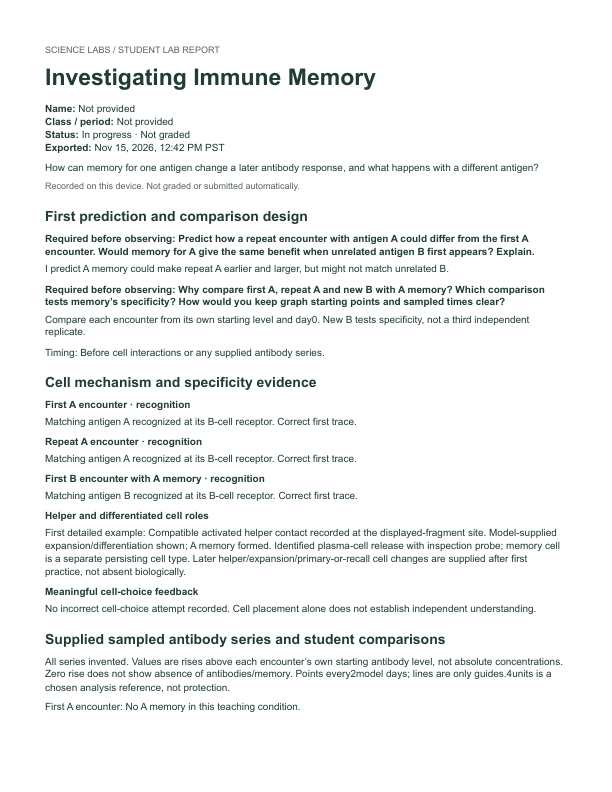 SCIENCE LABS / STUDENT LAB REPORT
Investigating Immune Memory
Name: Not provided
Class / period: Not provided
Status: In progress · Not graded
Exported: Nov 15, 2026, 12:42 PM PST
How can memory for one antigen change a later antibody response, and what happens with a different antigen?
Recorded on this device. Not graded or submitted automatically.
First prediction and comparison design
Required before observing: Predict how a repeat encounter with antigen A could differ from the first A
encounter. Would memory for A give the same benefit when unrelated antigen B first appears? Explain.
I predict A memory could make repeat A earlier and larger, but might not match unrelated B.
Required before observing: Why compare first A, repeat A and new B with A memory? Which comparison
tests memory's specificity? How would you keep graph starting points and sampled times clear?
Compare each encounter from its own starting level and day0. New B tests specificity, not a third independent
replicate.
Timing: Before cell interactions or any supplied antibody series.
Cell mechanism and specificity evidence
First A encounter · recognition
Matching antigen A recognized at its B-cell receptor. Correct first trace.
Repeat A encounter · recognition
Matching antigen A recognized at its B-cell receptor. Correct first trace.
First B encounter with A memory · recognition
Matching antigen B recognized at its B-cell receptor. Correct first trace.
Helper and differentiated cell roles
First detailed example: Compatible activated helper contact recorded at the displayed-fragment site. Model-supplied
expansion/differentiation shown; A memory formed. Identified plasma-cell release with inspection probe; memory cell
is a separate persisting cell type. Later helper/expansion/primary-or-recall cell changes are supplied after first
practice, not absent biologically.
Meaningful cell-choice feedback
No incorrect cell-choice attempt recorded. Cell placement alone does not establish independent understanding.
Supplied sampled antibody series and student comparisons
All series invented. Values are rises above each encounter's own starting antibody level, not absolute concentrations.
Zero rise does not show absence of antibodies/memory. Points every2model days; lines are only guides.4units is a
chosen analysis reference, not protection.
First A encounter: No A memory in this teaching condition.